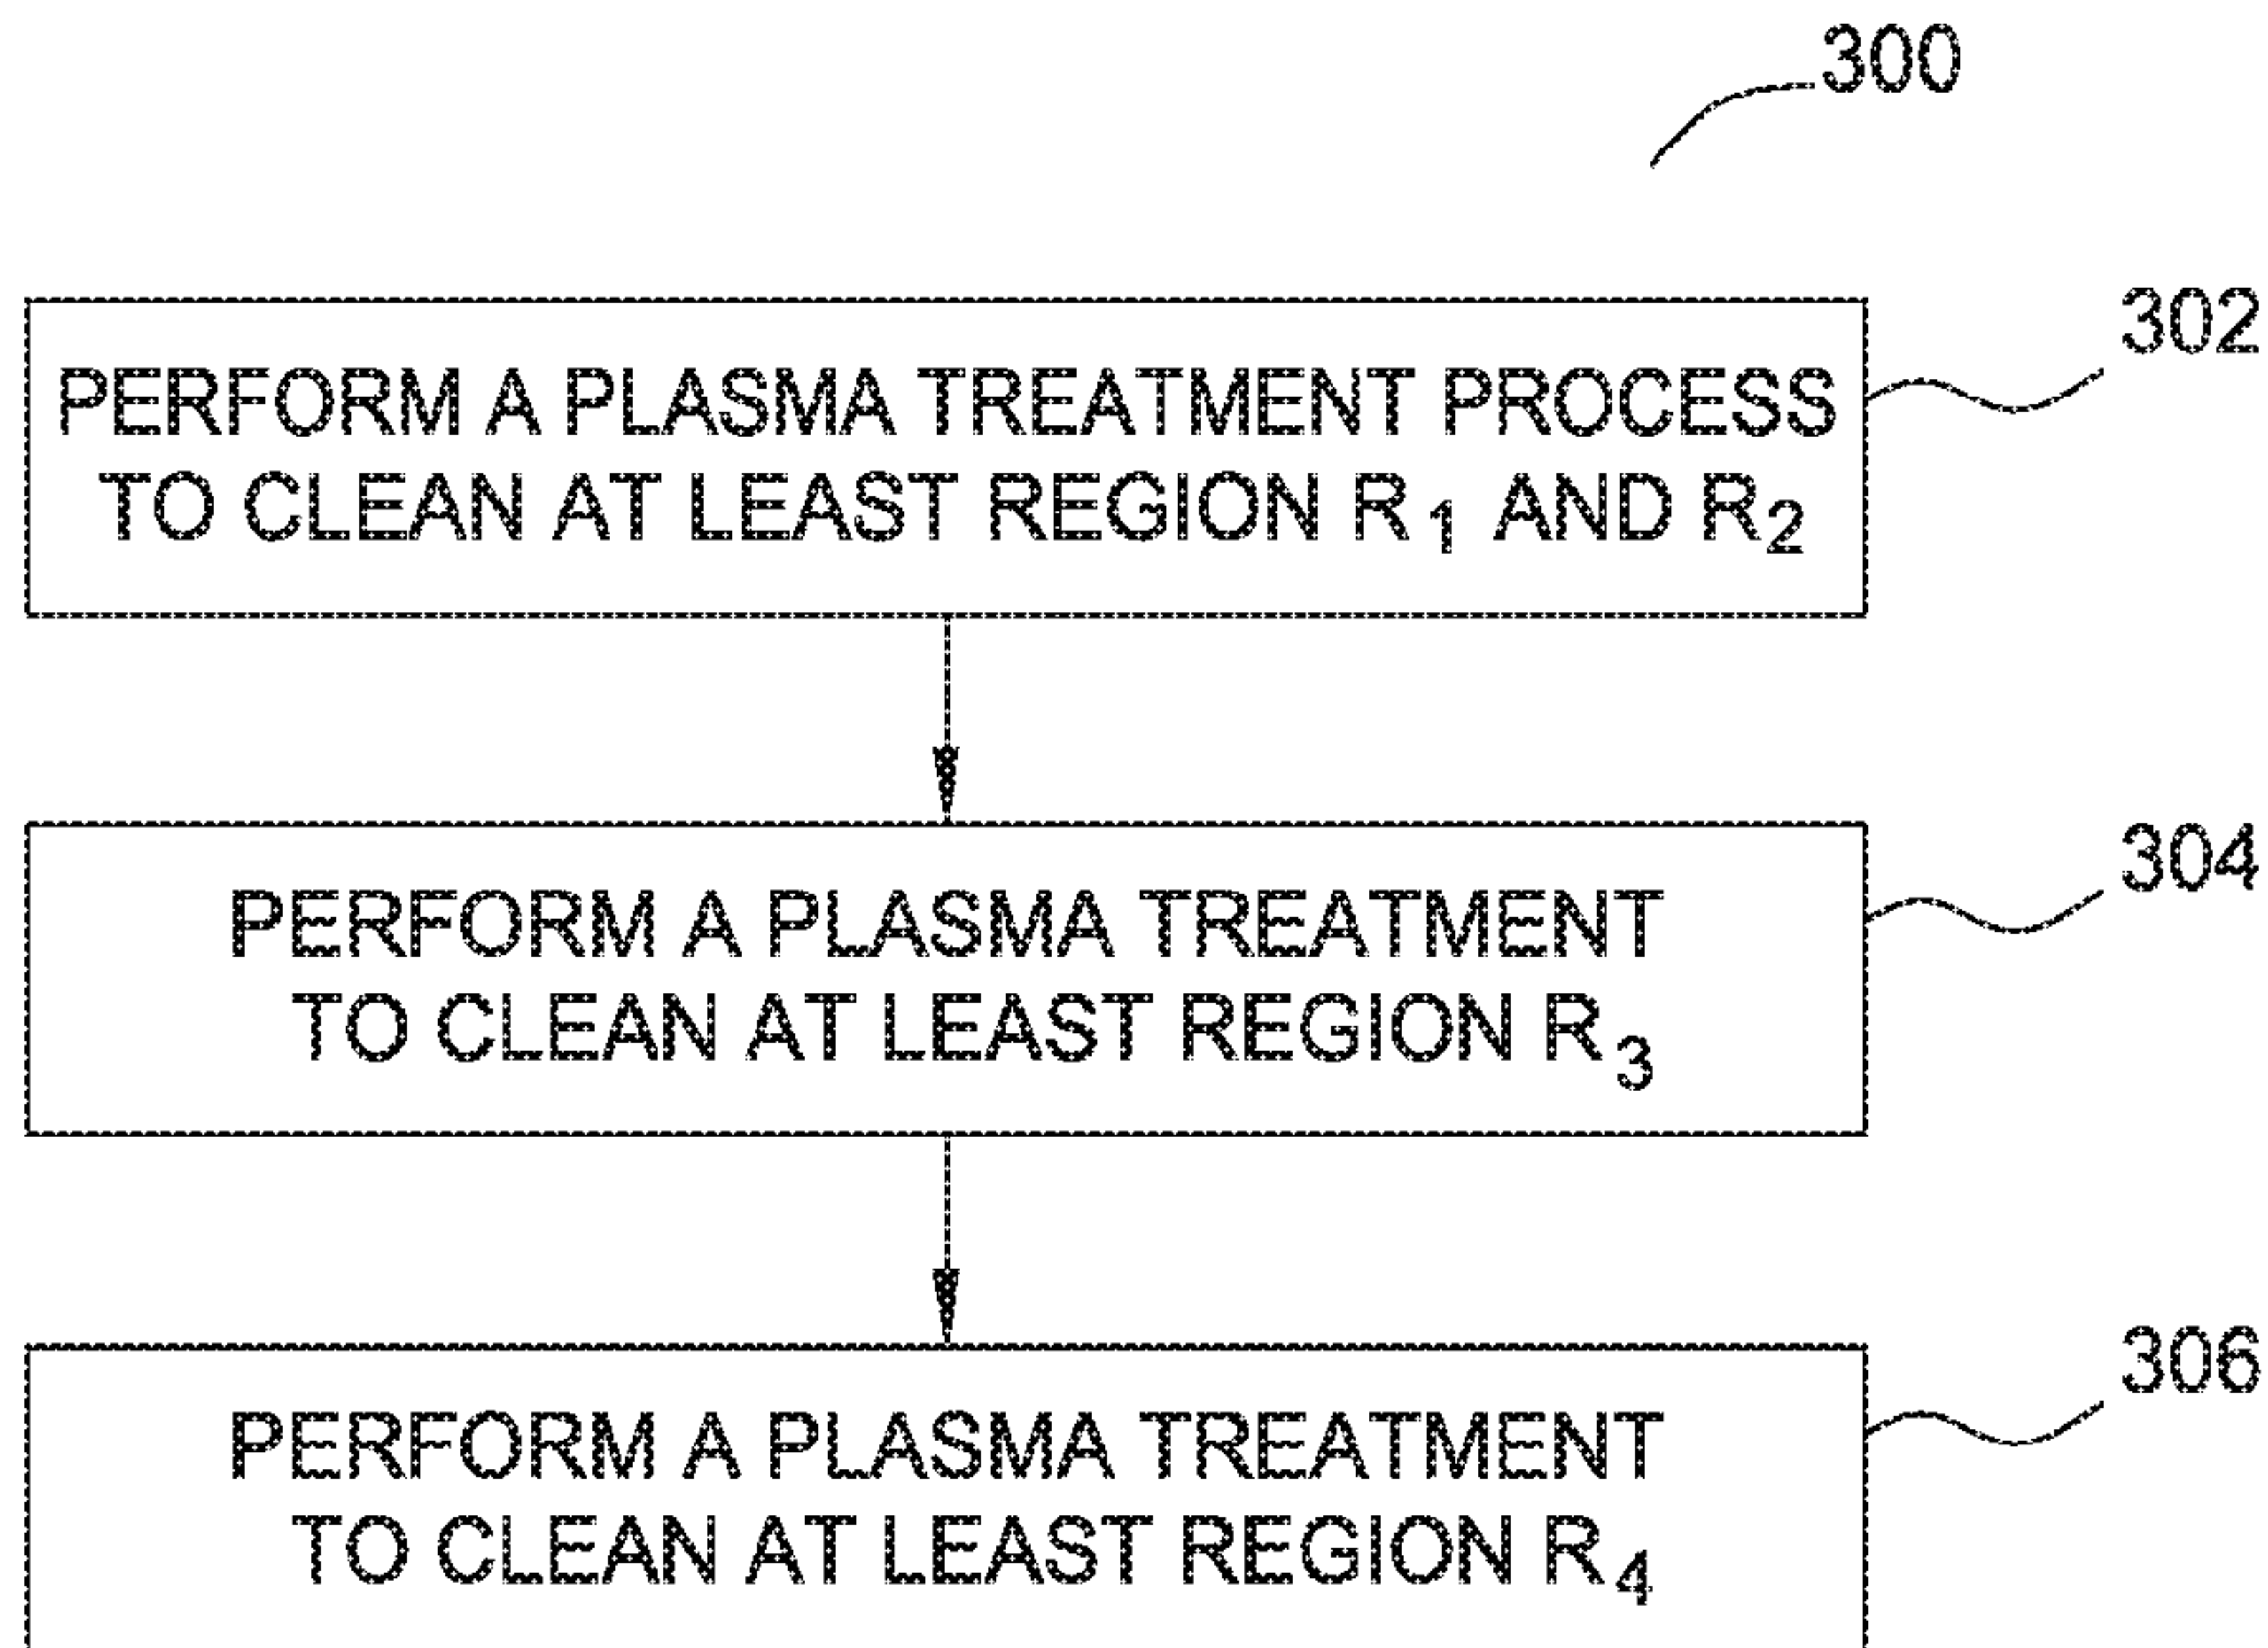 300
302
PERFORM A PLASMA TREATMENT PROCESS
TO CLEAN AT LEAST REGION R1 AND R2
304
PERFORM A PLASMA TREATMENT
TO CLEAN AT LEAST REGION R3
306
PERFORM A PLASMA TREATMENT
TO CLEAN AT LEAST REGION R4